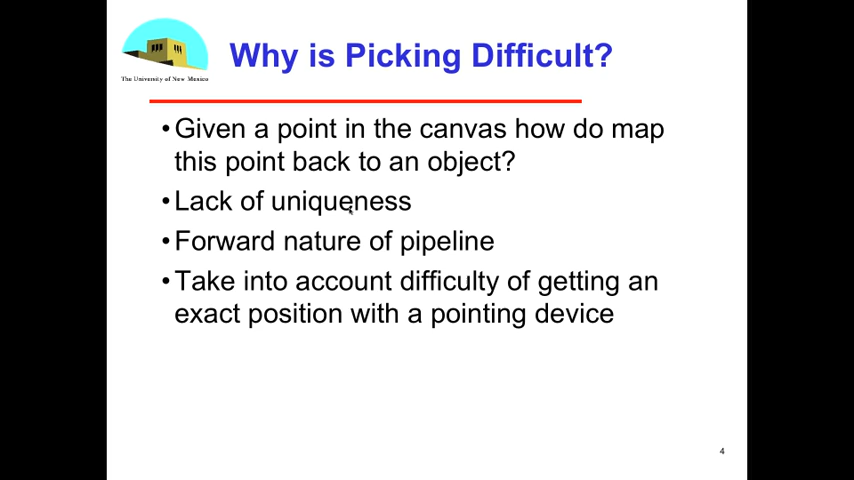 Why is Picking Difficult?
The University of New Mexico
•Given a point in the canvas how do map
this point back to an object?
•Lack of uniqueness
•Forward nature of pipeline
•Take into account difficulty of getting an
exact position with a pointing device
4